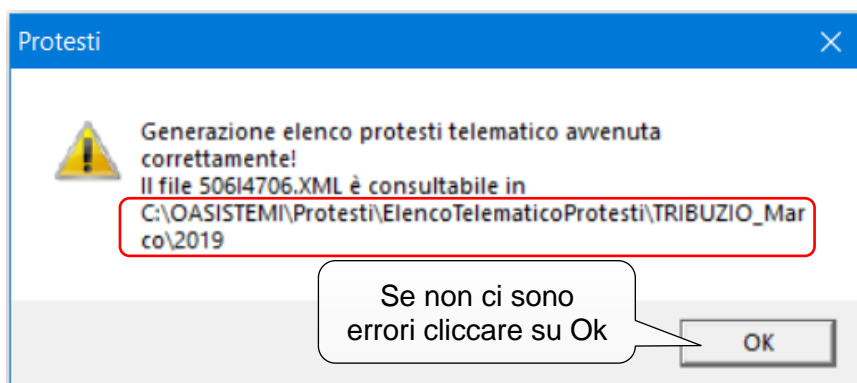 Protesti
Generazione elenco protesti telematico avvenuta
correttamente!
Il file 506I4706.XML è consultabile in
C:\OASISTEMI\Protesti\ElencoTelematicoProtesti\TRIBUZIO_Mar
co\2019
Se non ci sono
errori cliccare su Ok
OK